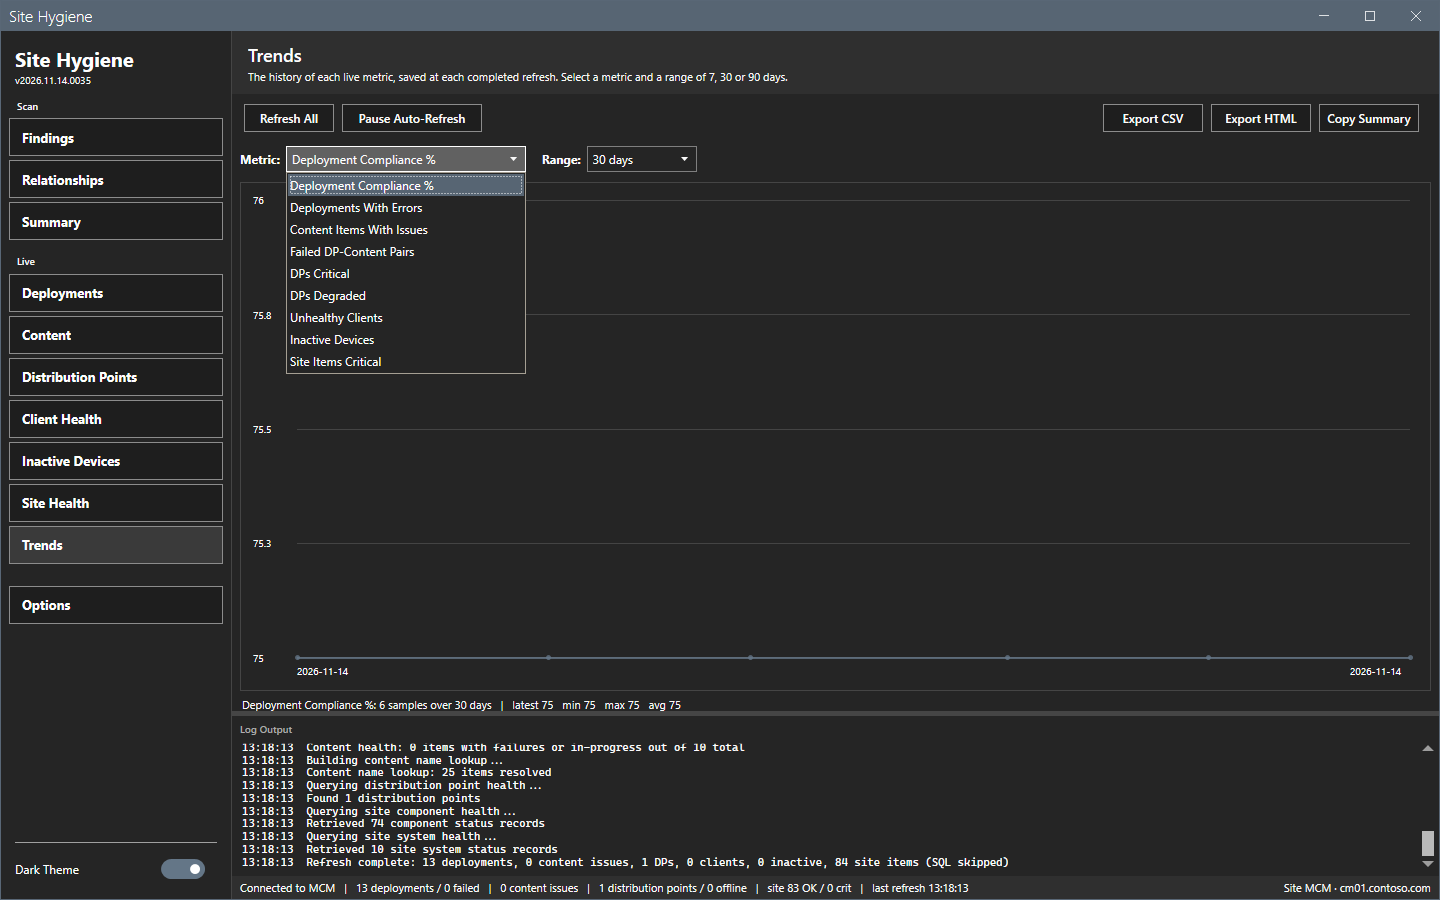 Site Hygiene
Site Hygiene
v2026.11.14.0035
Scan
Findings
Relationships
Summary
Live
Deployments
Content
Distribution Points
Client Health
Inactive Devices
Site Health
Trends
Options
Dark Theme
Trends
The history of each live metric, saved at each completed refresh. Select a metric and a range of 7, 30 or 90 days.
Refresh All
Pause Auto-Refresh
Export CSV
Export HTML
Copy Summary
Metric: Deployment Compliance %
Range: 30 days
Deployment Compliance %
Deployments With Errors
Content Items With Issues
Failed DP-Content Pairs
DPs Critical
DPs Degraded
Unhealthy Clients
Inactive Devices
Site Items Critical
76
75.8
75.5
75.3
75
2026-11-14
2026-11-14
Deployment Compliance %: 6 samples over 30 days | latest 75 min 75 max 75 avg 75
Log Output
13:18:13 Content health: 0 items with failures or in-progress out of 10 total
13:18:13 Building content name lookup...
13:18:13 Content name lookup: 25 items resolved
13:18:13 Querying distribution point health...
13:18:13 Found 1 distribution points
13:18:13 Querying site component health...
13:18:13 Retrieved 74 component status records
13:18:13 Querying site system health...
13:18:13 Retrieved 10 site system status records
13:18:13 Refresh complete: 13 deployments, 0 content issues, 1 DPs, 0 clients, 0 inactive, 84 site items (SQL skipped)
Connected to MCM | 13 deployments / 0 failed | 0 content issues | 1 distribution points / 0 offline | site 83 OK / 0 crit | last refresh 13:18:13
Site MCM · cm01.contoso.com